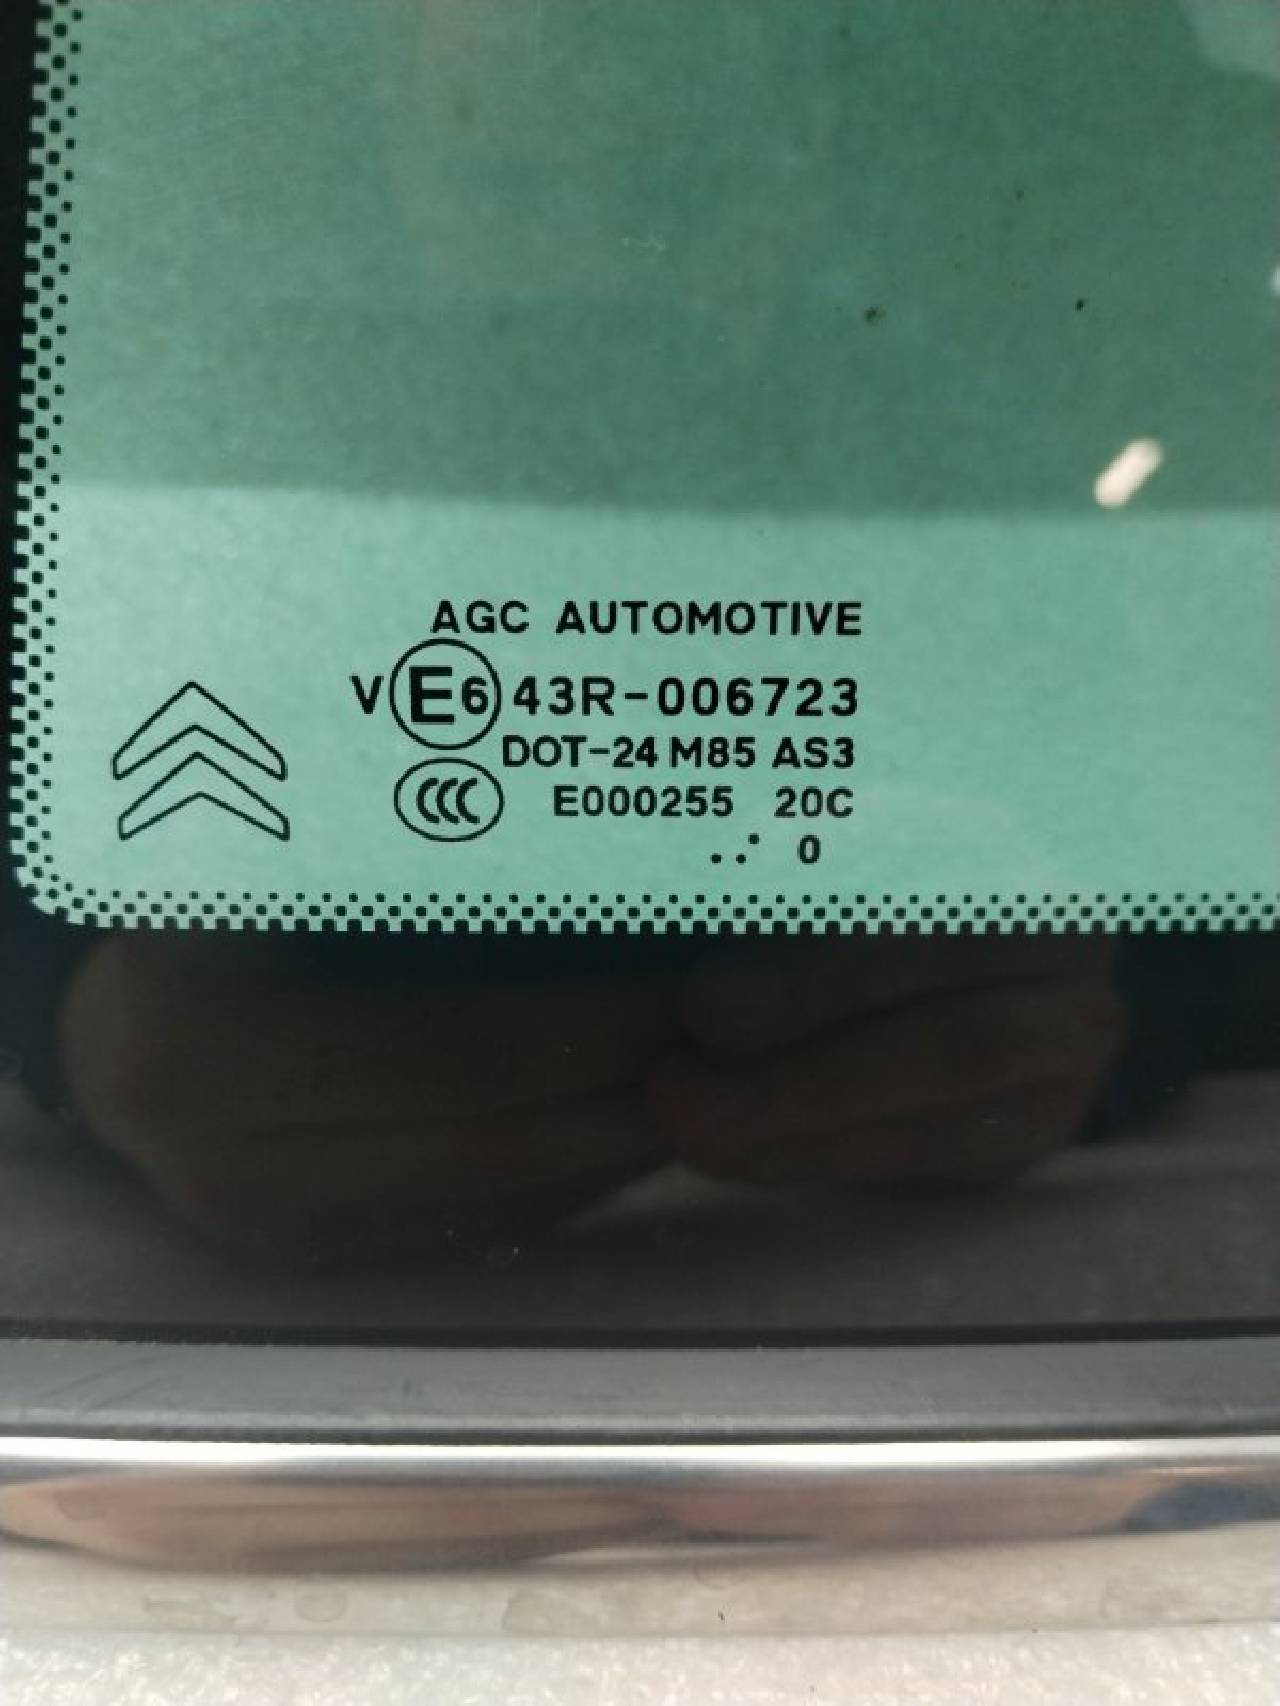 AGC AUTOMOTIVE
V E6 43R-006723
DOT-24 M85 AS3
CCC E000255 20C
. . . 0